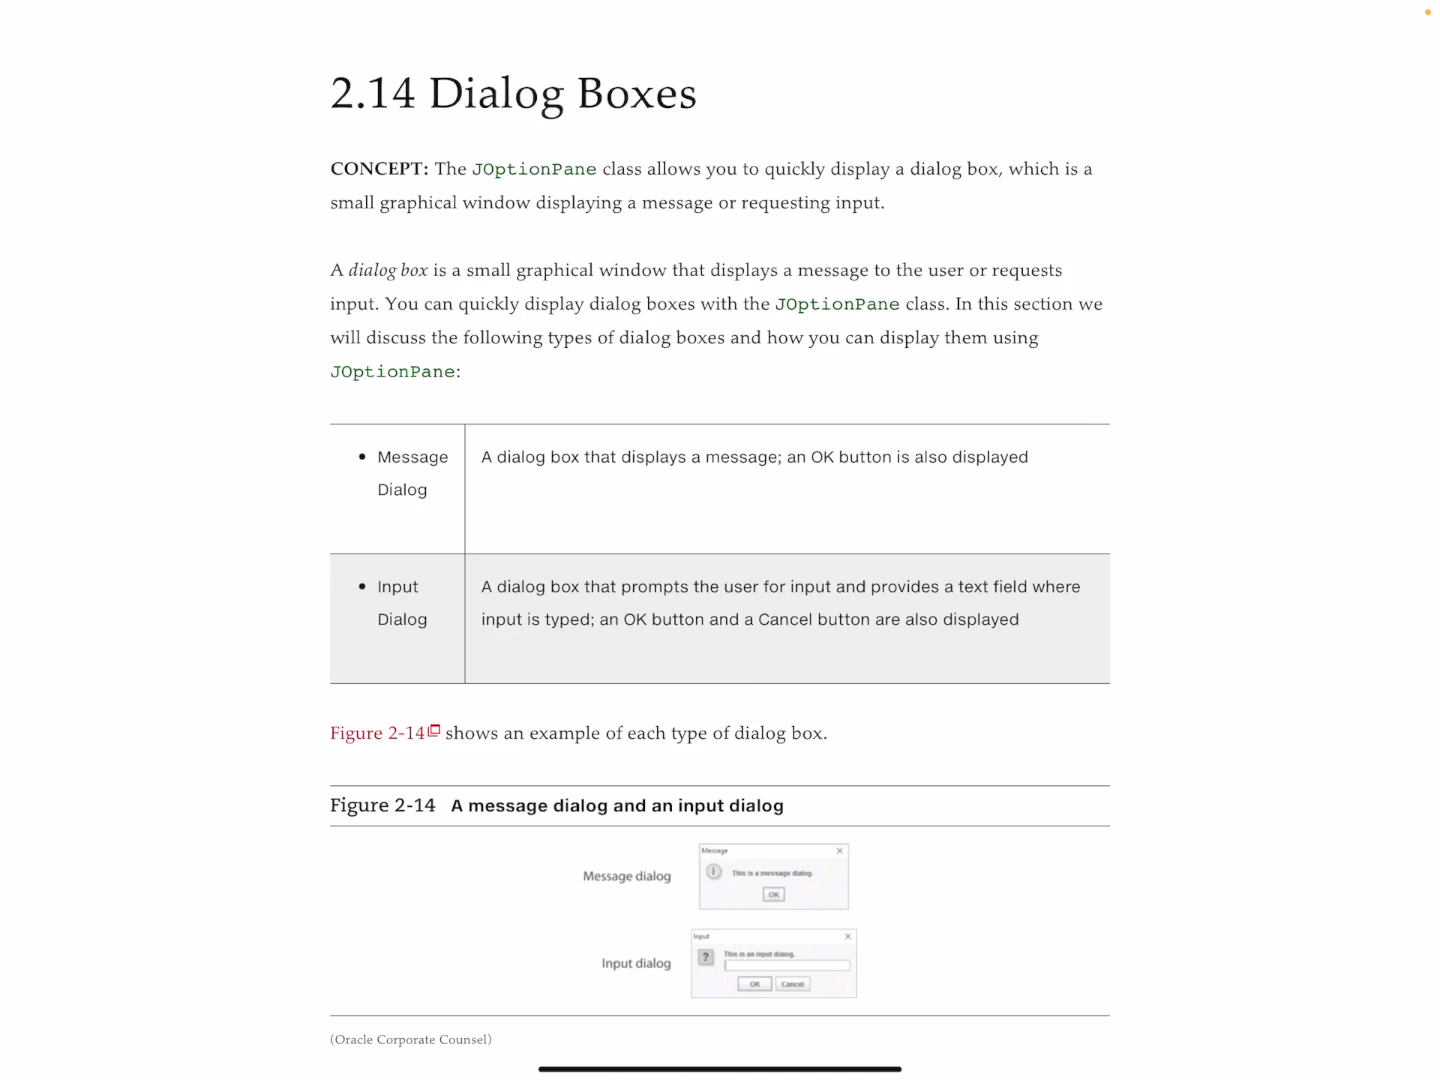 2.14 Dialog Boxes
CONCEPT: The JOptionPane class allows you to quickly display a dialog box, which is a
small graphical window displaying a message or requesting input.
A dialog box is a small graphical window that displays a message to the user or requests
input. You can quickly display dialog boxes with the JOptionPane class. In this section we
will discuss the following types of dialog boxes and how you can display them using
JOptionPane:
• Message
Dialog
A dialog box that displays a message; an OK button is also displayed
• Input
Dialog
A dialog box that prompts the user for input and provides a text field where
input is typed; an OK button and a Cancel button are also displayed
Figure 2-14 shows an example of each type of dialog box.
Figure 2-14 A message dialog and an input dialog
Message dialog
Message
This is a message dialog.
OK
Input dialog
Input
?
This is an input dialog.
OK Cancel
(Oracle Corporate Counsel)